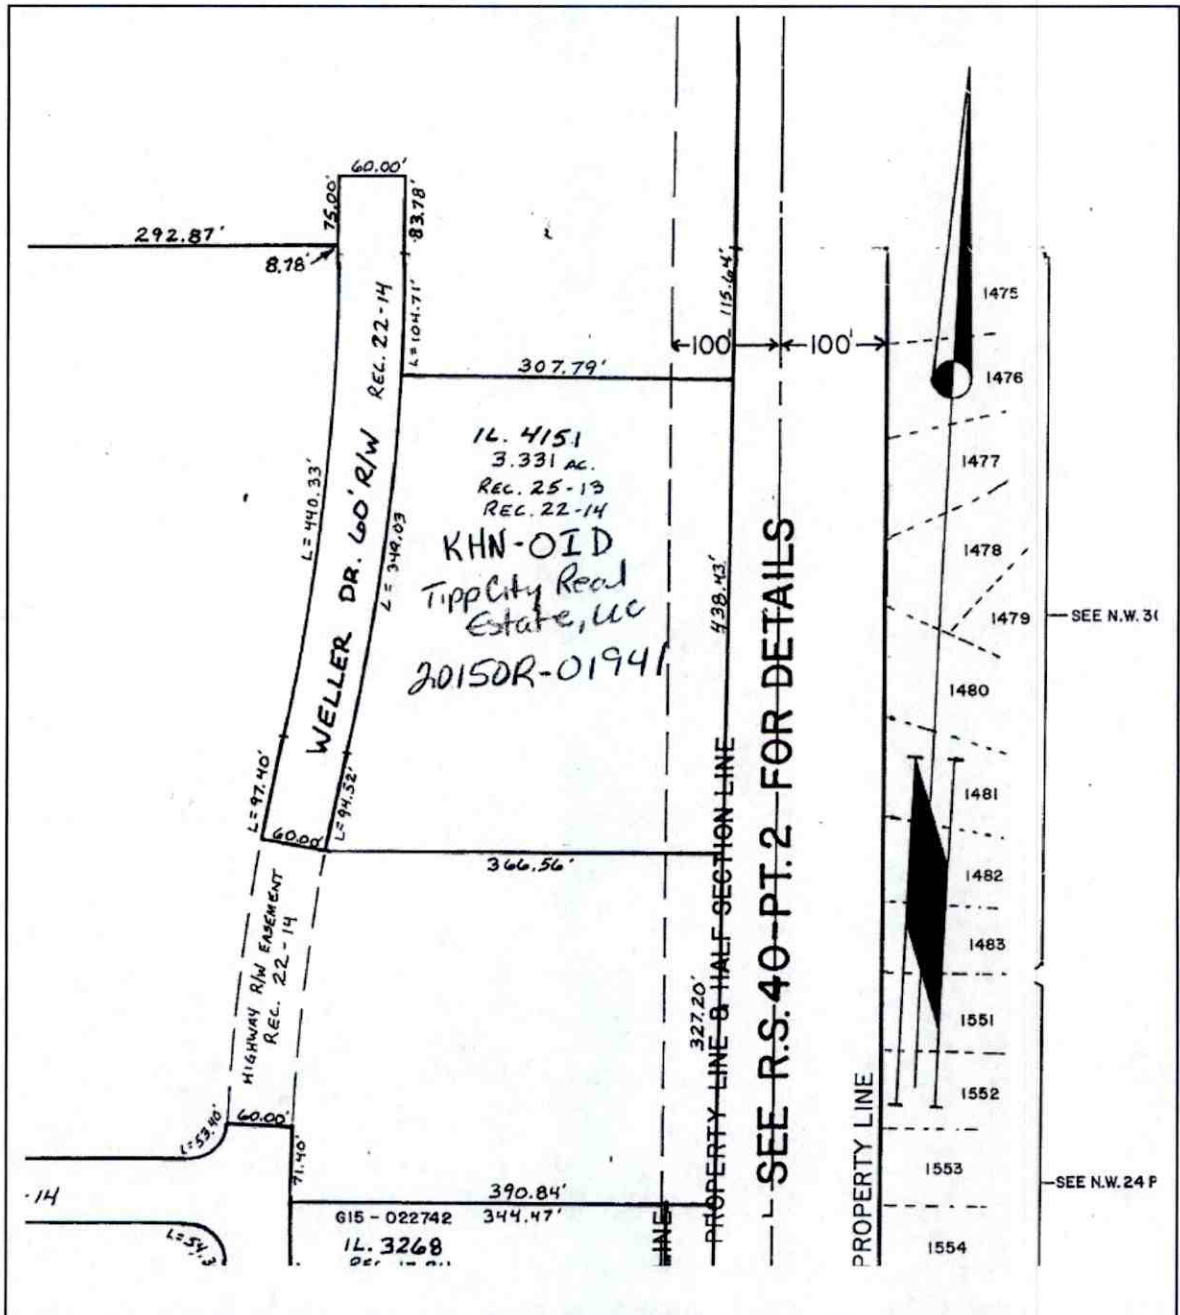 60.00'
75.00'
83.78'
292.87'
8.78'
L=104.71'
115.64'
100'
100'
307.79'
WELLER DR. 60' R/W REC. 22-14
L=440.33'
L=349.03
IL. 4151
3.331 AC.
REC. 25-13
REC. 22-14
KHN-OID
Tipp City Real
Estate, LLC
20150R-01941
438.43'
L=97.40'
60.00'
L=94.52'
366.56'
HIGHWAY R/W EASEMENT
REC. 22-14
327.20'
PROPERTY LINE & HALF SECTION LINE
SEE R.S. 40-PT. 2 FOR DETAILS
PROPERTY LINE
L=53.40'
60.00'
71.40'
-14
390.84'
G15-022742 344.47'
IL. 3268
LINE
1475
1476
1477
1478
1479
1480
1481
1482
1483
1551
1552
1553
1554
SEE N.W. 3
SEE N.W. 24 P